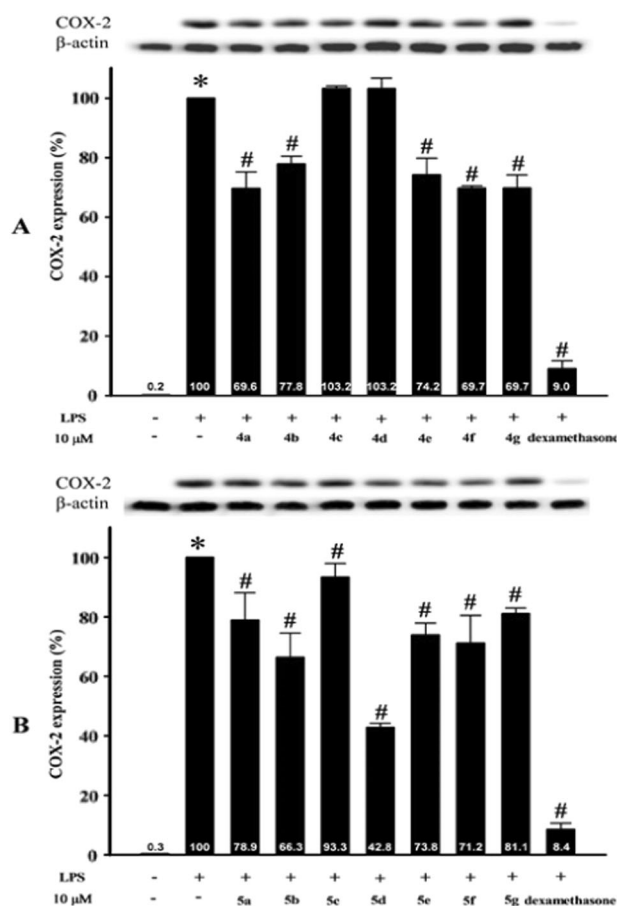 COX-2
β-actin
A
COX-2 expression (%)
100
80
60
40
20
0
*
#
#
#
#
#
#
0.2 100 69.6 77.8 103.2 103.2 74.2 69.7 69.7 9.0
LPS - + + + + + + + + +
10 μM - - 4a 4b 4c 4d 4e 4f 4g dexamethasone
COX-2
β-actin
B
COX-2 expression (%)
100
80
60
40
20
0
*
#
#
#
#
#
#
#
#
0.3 100 78.9 66.3 93.3 42.8 73.8 71.2 81.1 8.4
LPS - + + + + + + + + +
10 μM - - 5a 5b 5c 5d 5e 5f 5g dexamethasone